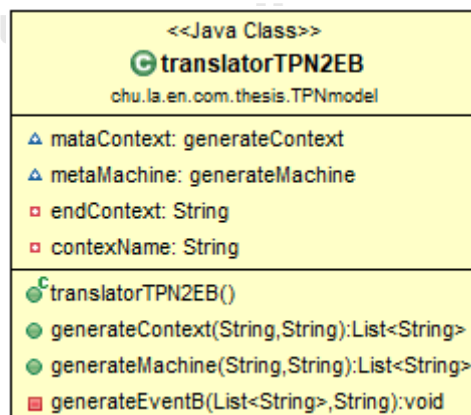 <<Java Class>>
C translatorTPN2EB
chu.la.en.com.thesis.TPNmodel
mataContext: generateContext
metaMachine: generateMachine
endContext: String
contexName: String
C translatorTPN2EB()
generateContext(String,String):List<String>
generateMachine(String,String):List<String>
generateEventB(List<String>,String):void